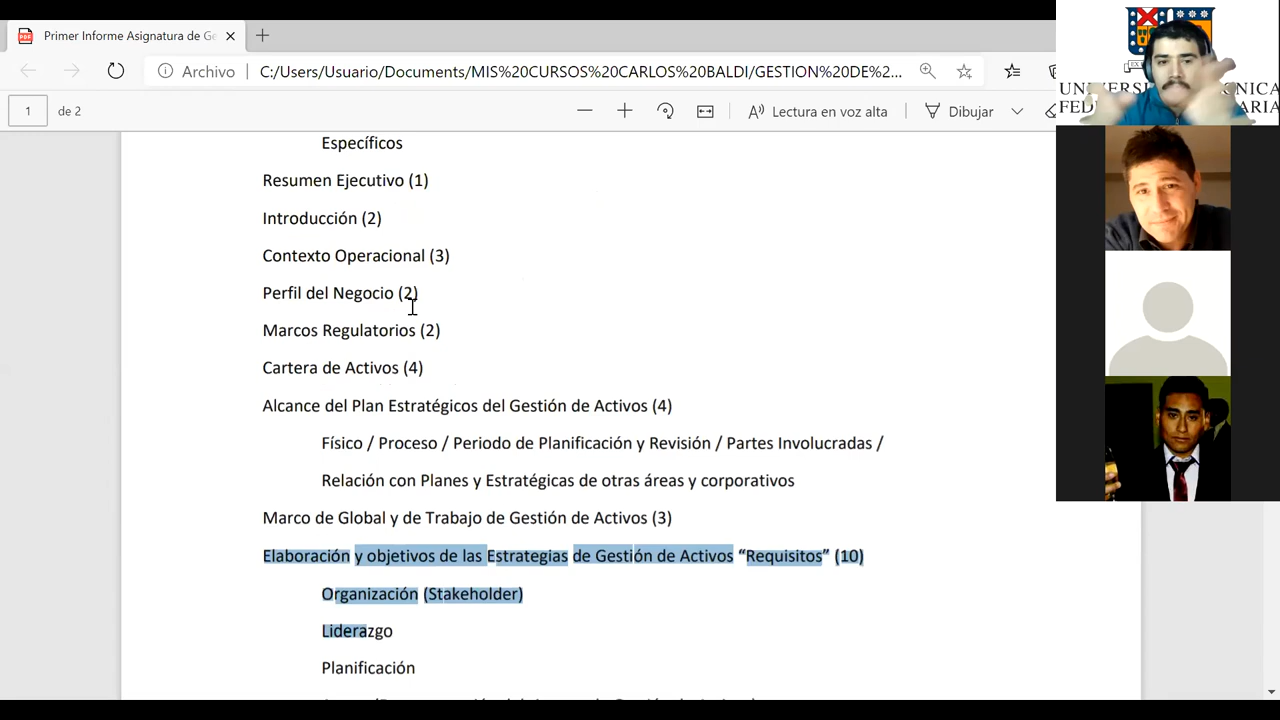 Primer Informe Asignatura de Ge
Archivo
C:/Users/Usuario/Documents/MIS%20CURSOS%20CARLOS%20BALDI/GESTION%20DE%2...
1
de 2
Lectura en voz alta
Dibujar
Específicos
Resumen Ejecutivo (1)
Introducción (2)
Contexto Operacional (3)
Perfil del Negocio (2)
Marcos Regulatorios (2)
Cartera de Activos (4)
Alcance del Plan Estratégicos del Gestión de Activos (4)
Físico / Proceso / Periodo de Planificación y Revisión / Partes Involucradas /
Relación con Planes y Estratégicas de otras áreas y corporativos
Marco de Global y de Trabajo de Gestión de Activos (3)
Elaboración y objetivos de las Estrategias de Gestión de Activos “Requisitos” (10)
Organización (Stakeholder)
Liderazgo
Planificación